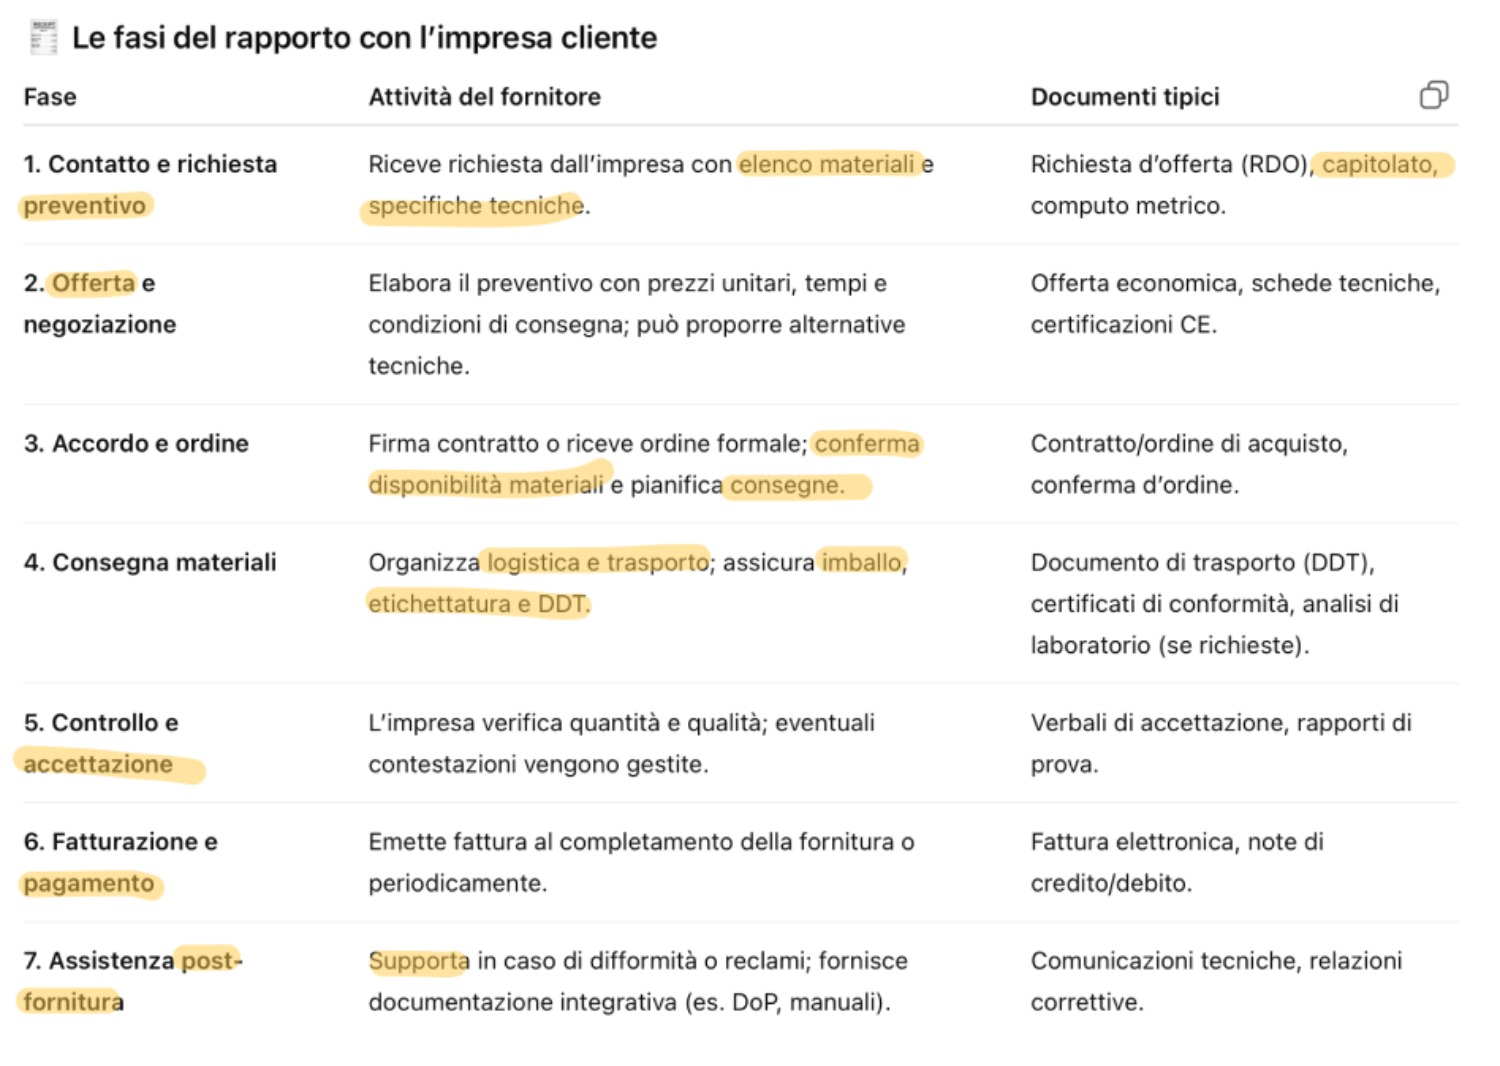 Le fasi del rapporto con l’impresa cliente
Fase Attività del fornitore Documenti tipici
1. Contatto e richiesta preventivo Riceve richiesta dall’impresa con elenco materiali e specifiche tecniche. Richiesta d’offerta (RDO), capitolato, computo metrico.
2. Offerta e negoziazione Elabora il preventivo con prezzi unitari, tempi e condizioni di consegna; può proporre alternative tecniche. Offerta economica, schede tecniche, certificazioni CE.
3. Accordo e ordine Firma contratto o riceve ordine formale; conferma disponibilità materiali e pianifica consegne. Contratto/ordine di acquisto, conferma d’ordine.
4. Consegna materiali Organizza logistica e trasporto; assicura imballo, etichettatura e DDT. Documento di trasporto (DDT), certificati di conformità, analisi di laboratorio (se richieste).
5. Controllo e accettazione L’impresa verifica quantità e qualità; eventuali contestazioni vengono gestite. Verbali di accettazione, rapporti di prova.
6. Fatturazione e pagamento Emette fattura al completamento della fornitura o periodicamente. Fattura elettronica, note di credito/debito.
7. Assistenza post-fornitura Supporta in caso di difformità o reclami; fornisce documentazione integrativa (es. DoP, manuali). Comunicazioni tecniche, relazioni correttive.